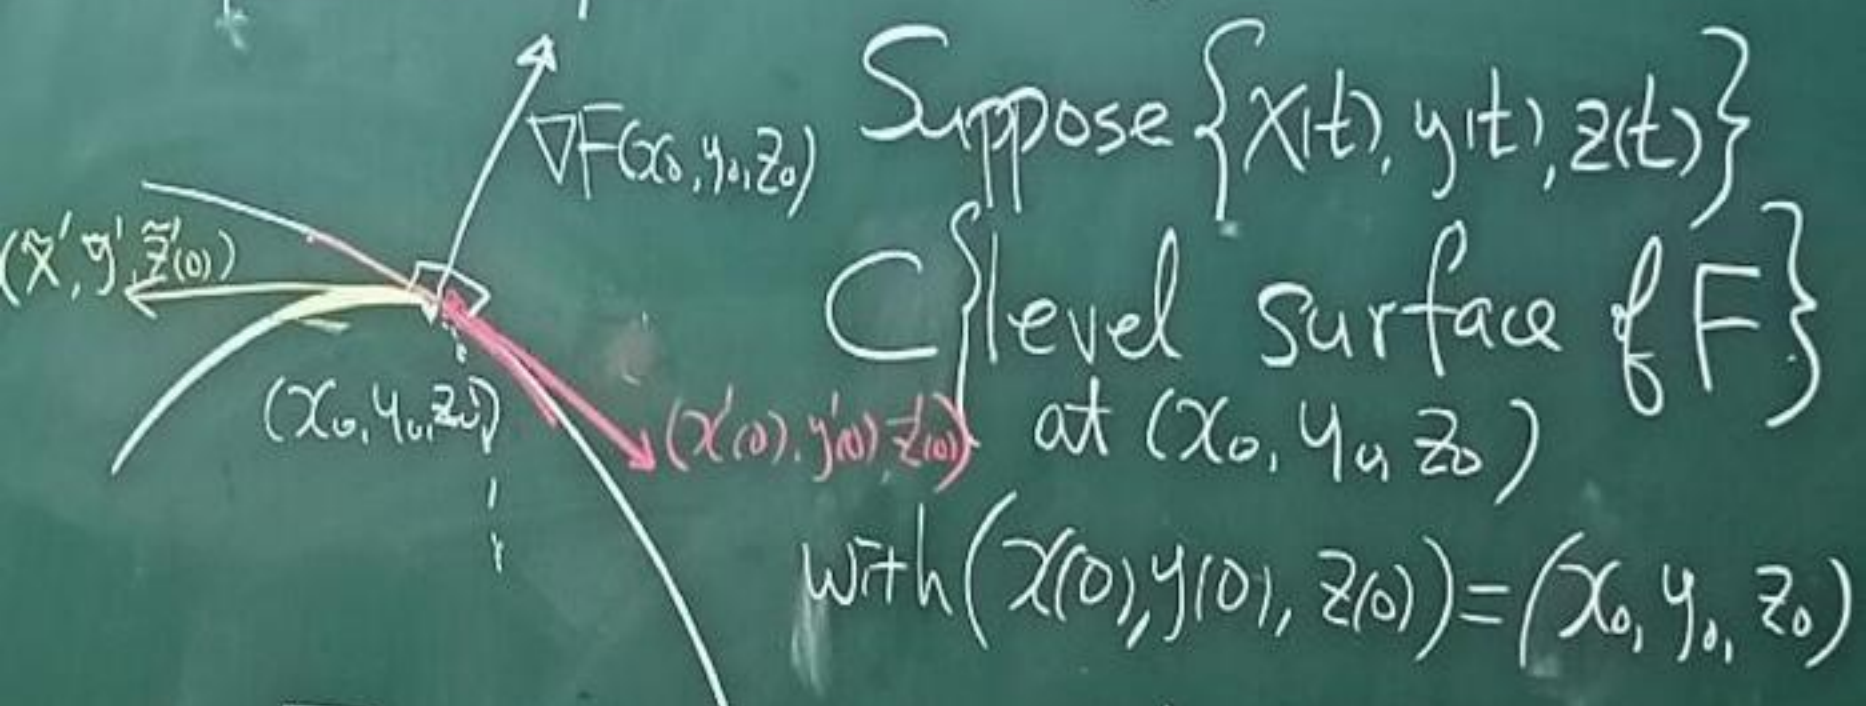 ∇F(x₀, y₀, z₀)
(x̃', ỹ', z̃'(0))
(x₀, y₀, z₀)
(x'(0), y'(0), z'(0))
Suppose {x(t), y(t), z(t)}
⊂ {level surface of F}
at (x₀, y₀, z₀)
with (x(0), y(0), z(0)) = (x₀, y₀, z₀)